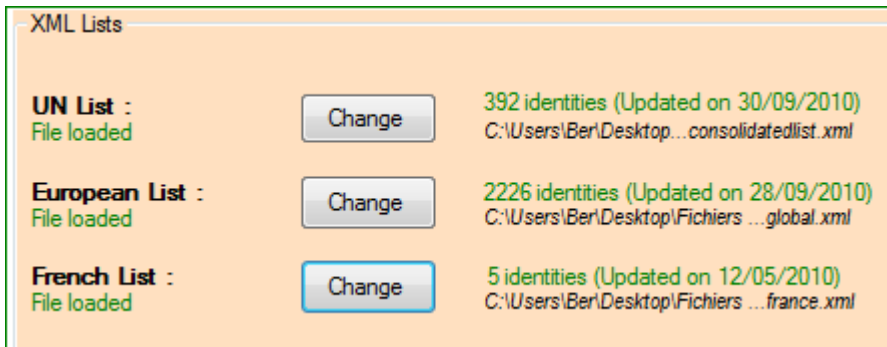 XML Lists
UN List :
File loaded
Change
392 identities (Updated on 30/09/2010)
C:\Users\Ber\Desktop...consolidatedlist.xml
European List :
File loaded
Change
2226 identities (Updated on 28/09/2010)
C:\Users\Ber\Desktop\Fichiers ...global.xml
French List :
File loaded
Change
5 identities (Updated on 12/05/2010)
C:\Users\Ber\Desktop\Fichiers ...france.xml